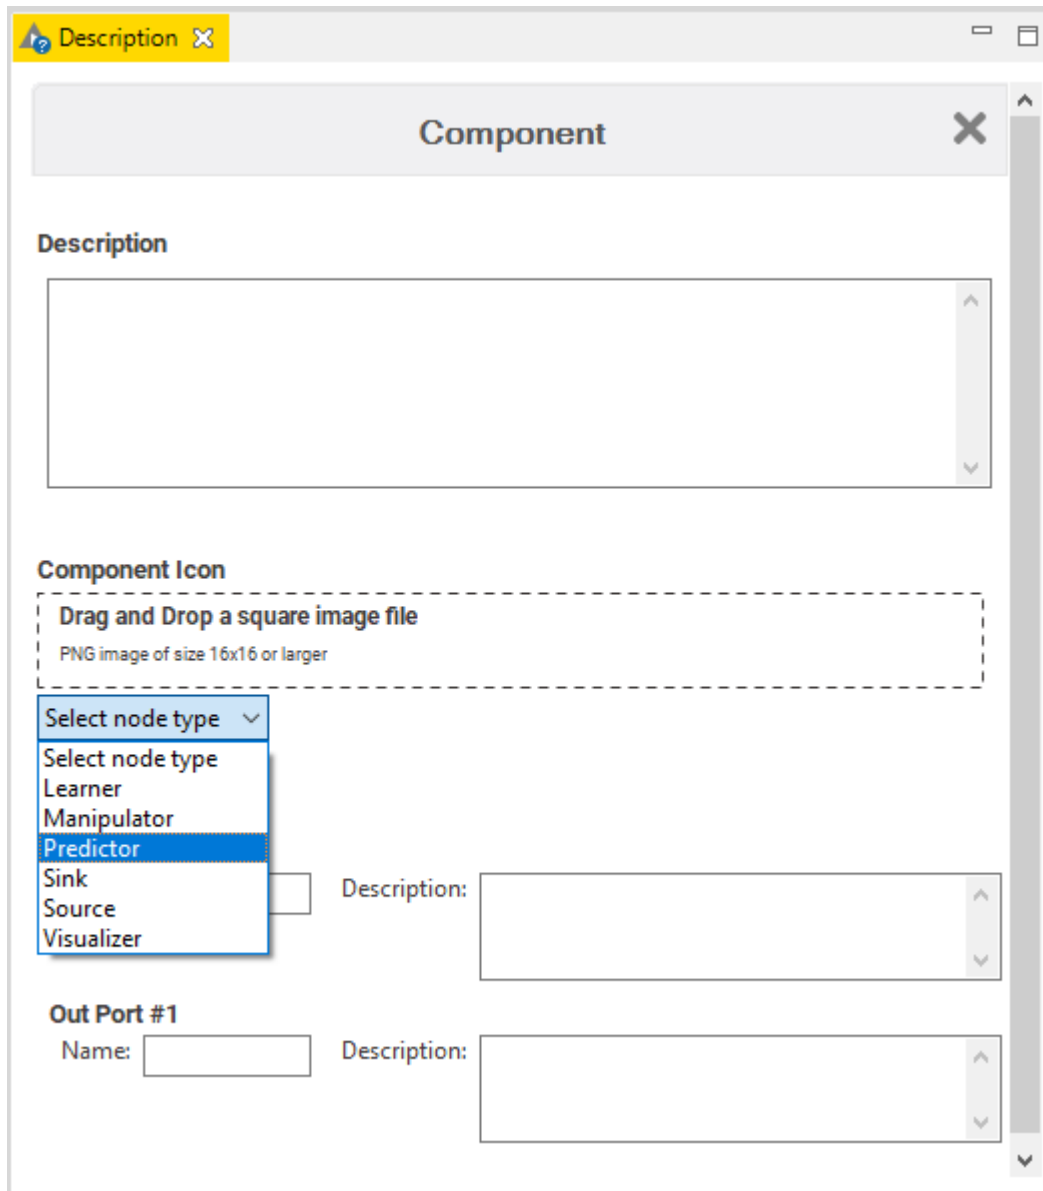 Description
Component
Description
Component Icon
Drag and Drop a square image file
PNG image of size 16x16 or larger
Select node type
Select node type
Learner
Manipulator
Predictor
Sink
Source
Visualizer
Description:
Out Port #1
Name: Description: